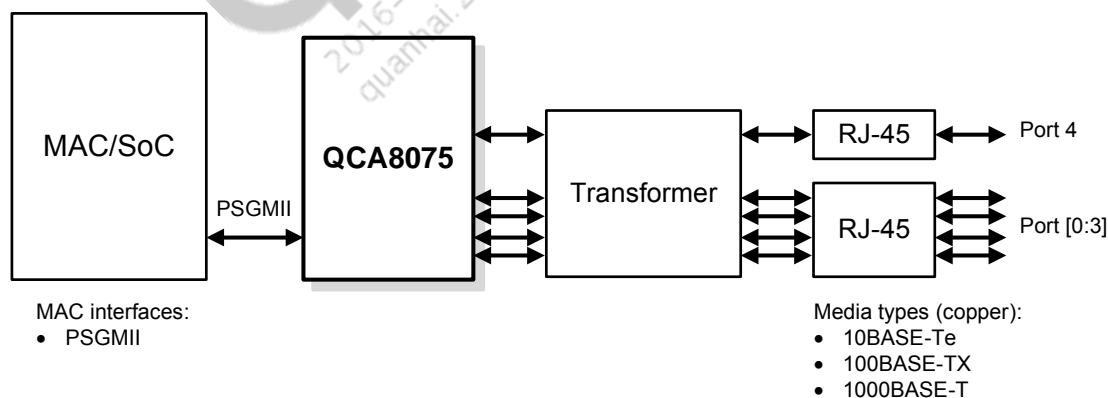 MAC/SoC
QCA8075
PSGMII
Transformer
RJ-45
Port 4
RJ-45
Port [0:3]
MAC interfaces:
• PSGMII
Media types (copper):
• 10BASE-Te
• 100BASE-TX
• 1000BASE-T